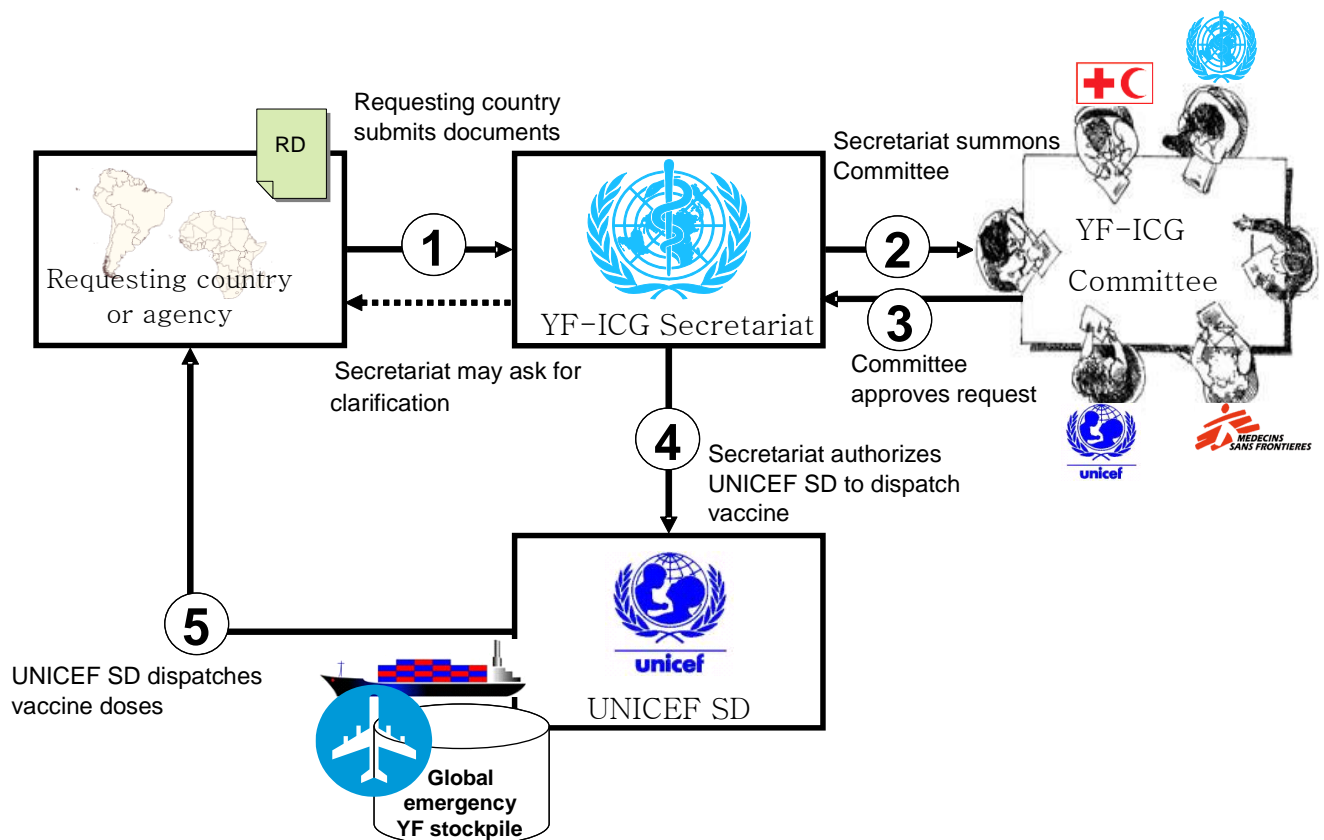 RD
Requesting country
submits documents
Secretariat summons
Committee
1
2
3
Requesting country
or agency
YF-ICG Secretariat
YF-ICG
Committee
Secretariat may ask for
clarification
Committee
approves request
4
Secretariat authorizes
UNICEF SD to dispatch
vaccine
unicef
MEDECINS
SANS FRONTIERES
5
UNICEF SD dispatches
vaccine doses
unicef
UNICEF SD
Global
emergency
YF stockpile